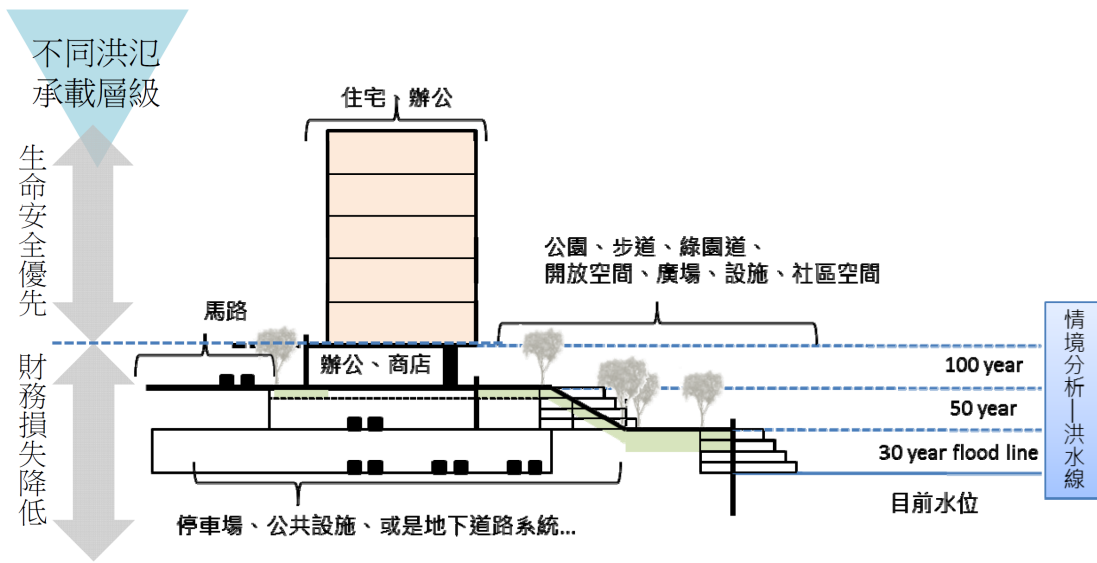 不同洪氾
承載層級
生命安全優先
財務損失降低
住宅、辦公
公園、步道、綠園道、
開放空間、廣場、設施、社區空間
馬路
辦公、商店
100 year
50 year
30 year flood line
目前水位
停車場、公共設施、或是地下道路系統...
情境分析—洪水線